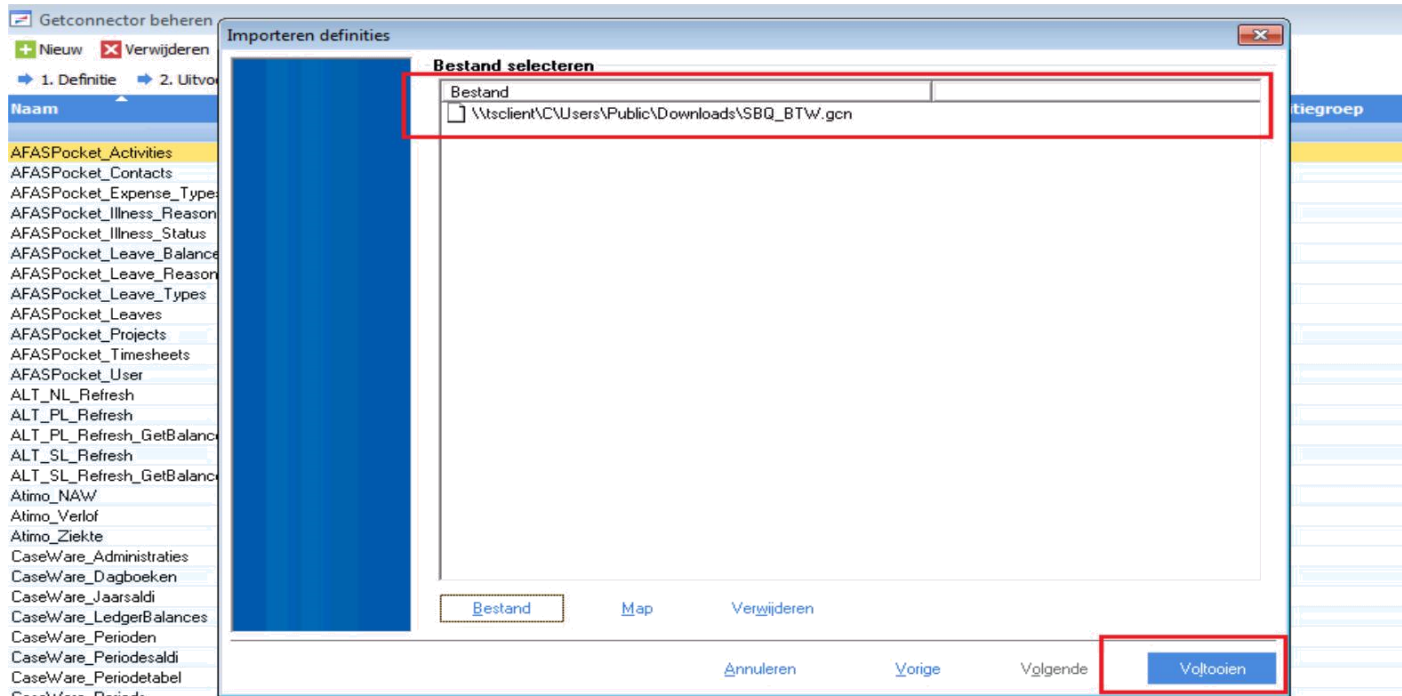 Getconnector beheren
Nieuw Verwijderen
1. Definitie 2. Uitvo
Naam
AFASPocket_Activities
AFASPocket_Contacts
AFASPocket_Expense_Types
AFASPocket_Illness_Reason
AFASPocket_Illness_Status
AFASPocket_Leave_Balance
AFASPocket_Leave_Reason
AFASPocket_Leave_Types
AFASPocket_Leaves
AFASPocket_Projects
AFASPocket_Timesheets
AFASPocket_User
ALT_NL_Refresh
ALT_PL_Refresh
ALT_PL_Refresh_GetBalanc
ALT_SL_Refresh
ALT_SL_Refresh_GetBalanc
Atimo_NAW
Atimo_Verlof
Atimo_Ziekte
CaseWare_Administraties
CaseWare_Dagboeken
CaseWare_Jaarsaldi
CaseWare_LedgerBalances
CaseWare_Perioden
CaseWare_Periodesaldi
CaseWare_Periodetabel
Importeren definities
Bestand selecteren
Bestand
\\tsclient\C\Users\Public\Downloads\SBQ_BTW.gcn
Bestand Map Verwijderen
Annuleren Vorige Volgende Voltooien
tiegroep